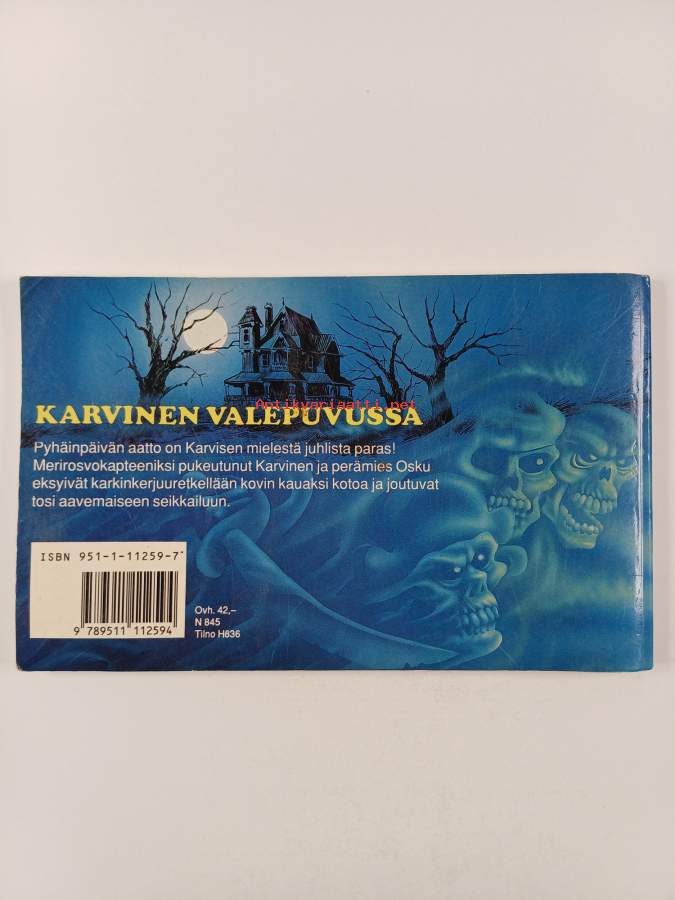 Antikvariaatti.net
KARVINEN VALEPUVUSSA
Pyhäinpäivän aatto on Karvisen mielestä juhlista paras!
Merirosvokapteeniksi pukeutunut Karvinen ja perämies Osku
eksyivät karkinkerjuuretkellään kovin kauaksi kotoa ja joutuvat
tosi aavemaiseen seikkailuun.
ISBN 951-1-11259-7
9 789511 112594
Ovh. 42,–
N 845
Tilno H836